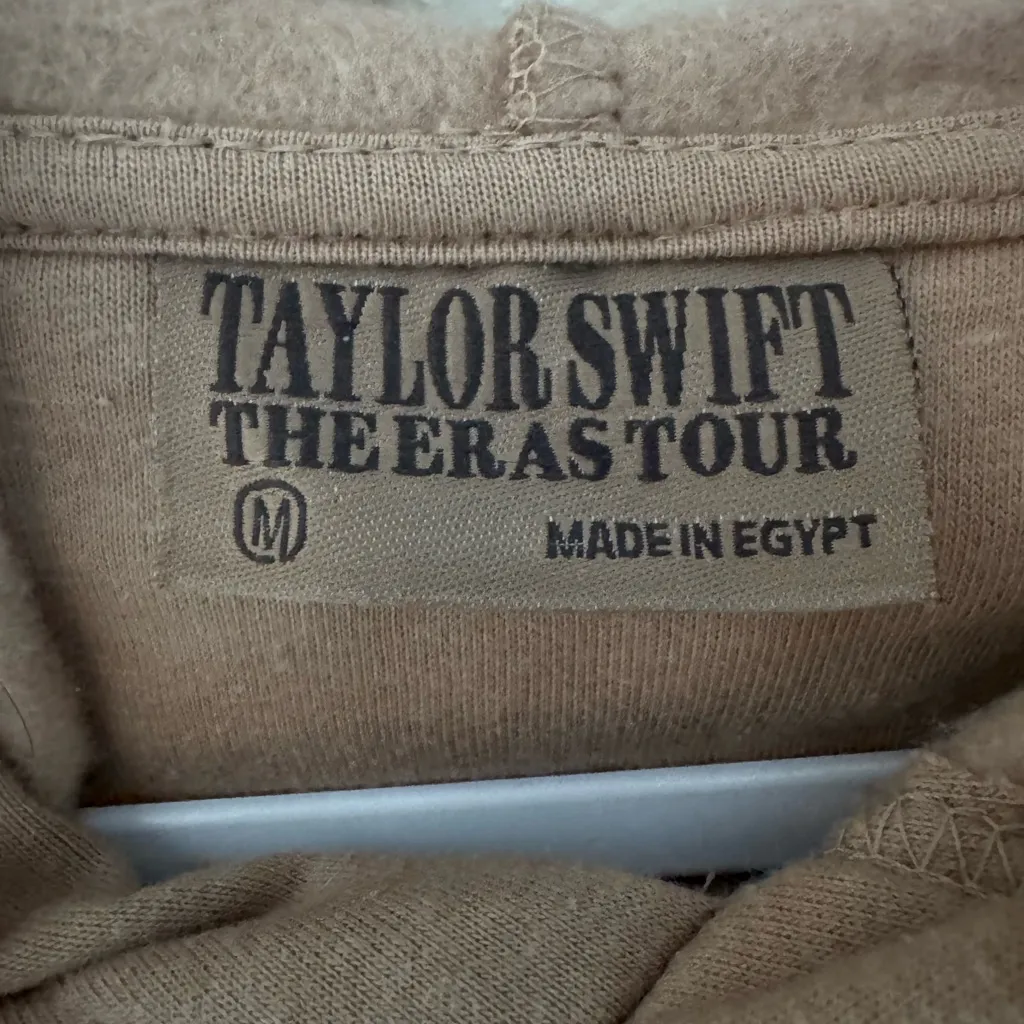 TAYLOR SWIFT
THE ERAS TOUR
M MADE IN EGYPT